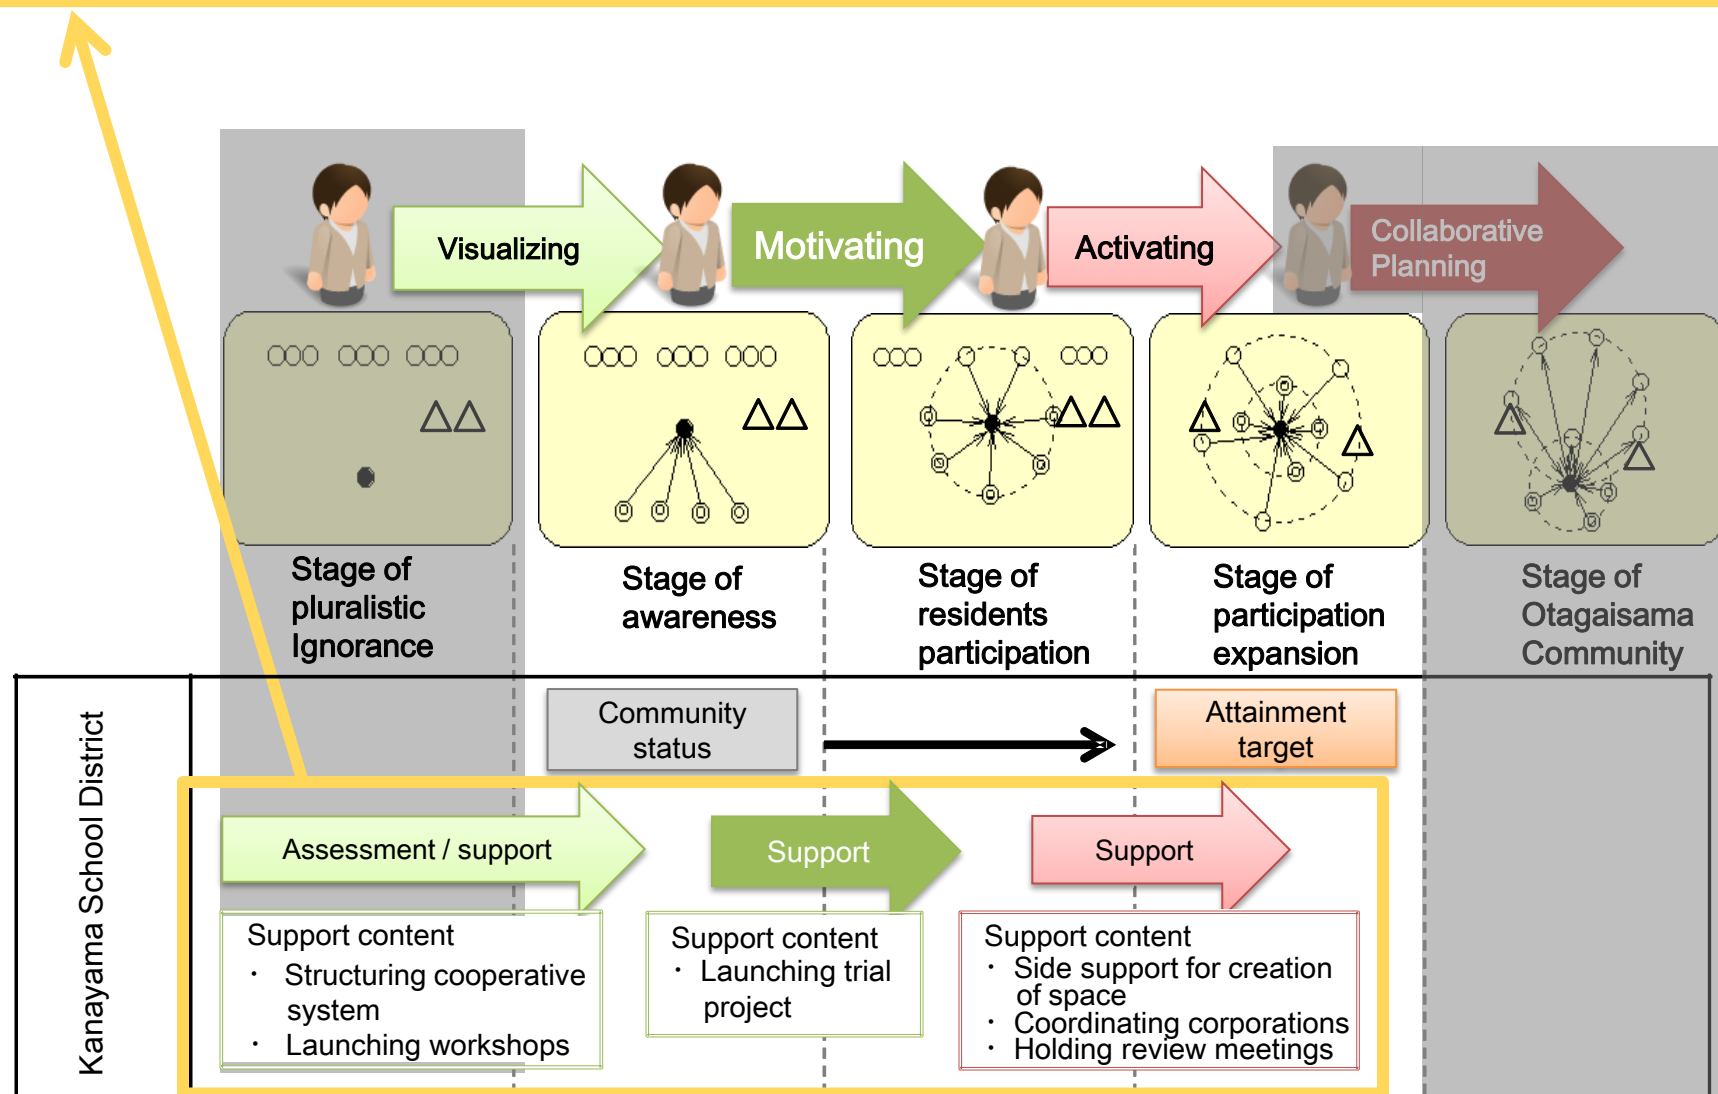 Visualizing
Motivating
Activating
Collaborative
Planning
Stage of
pluralistic
Ignorance
Stage of
awareness
Stage of
residents
participation
Stage of
participation
expansion
Stage of
Otagaisama
Community
Kanayama School District
Community
status
Attainment
target
Assessment / support
Support
Support
Support content
・ Structuring cooperative
system
・ Launching workshops
Support content
・ Launching trial
project
Support content
・ Side support for creation
of space
・ Coordinating corporations
・ Holding review meetings